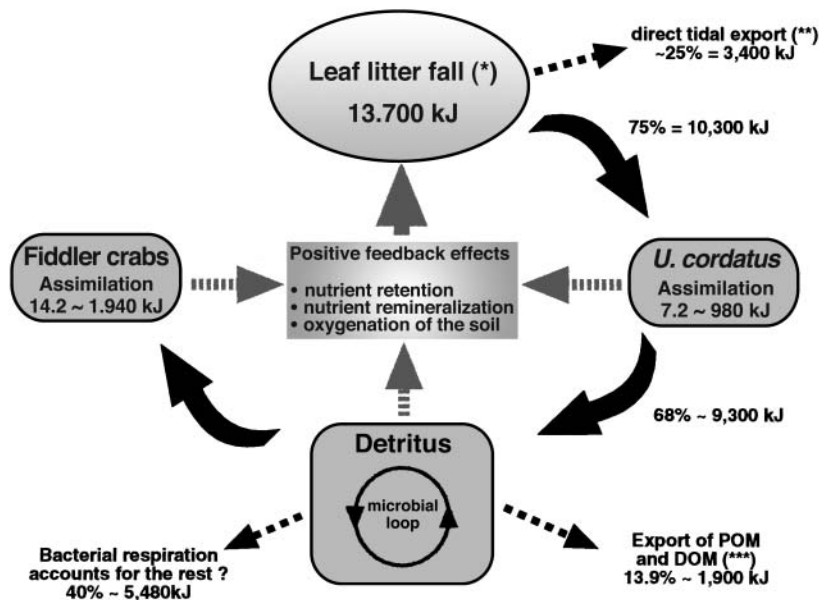 Leaf litter fall (*)
13.700 kJ
direct tidal export (**)
~25% = 3,400 kJ
75% = 10,300 kJ
Fiddler crabs
Assimilation
14.2 ~ 1.940 kJ
Positive feedback effects
• nutrient retention
• nutrient remineralization
• oxygenation of the soil
U. cordatus
Assimilation
7.2 ~ 980 kJ
68% ~ 9,300 kJ
Detritus
microbial
loop
Bacterial respiration
accounts for the rest ?
40% ~ 5,480kJ
Export of POM
and DOM (***)
13.9% ~ 1,900 kJ